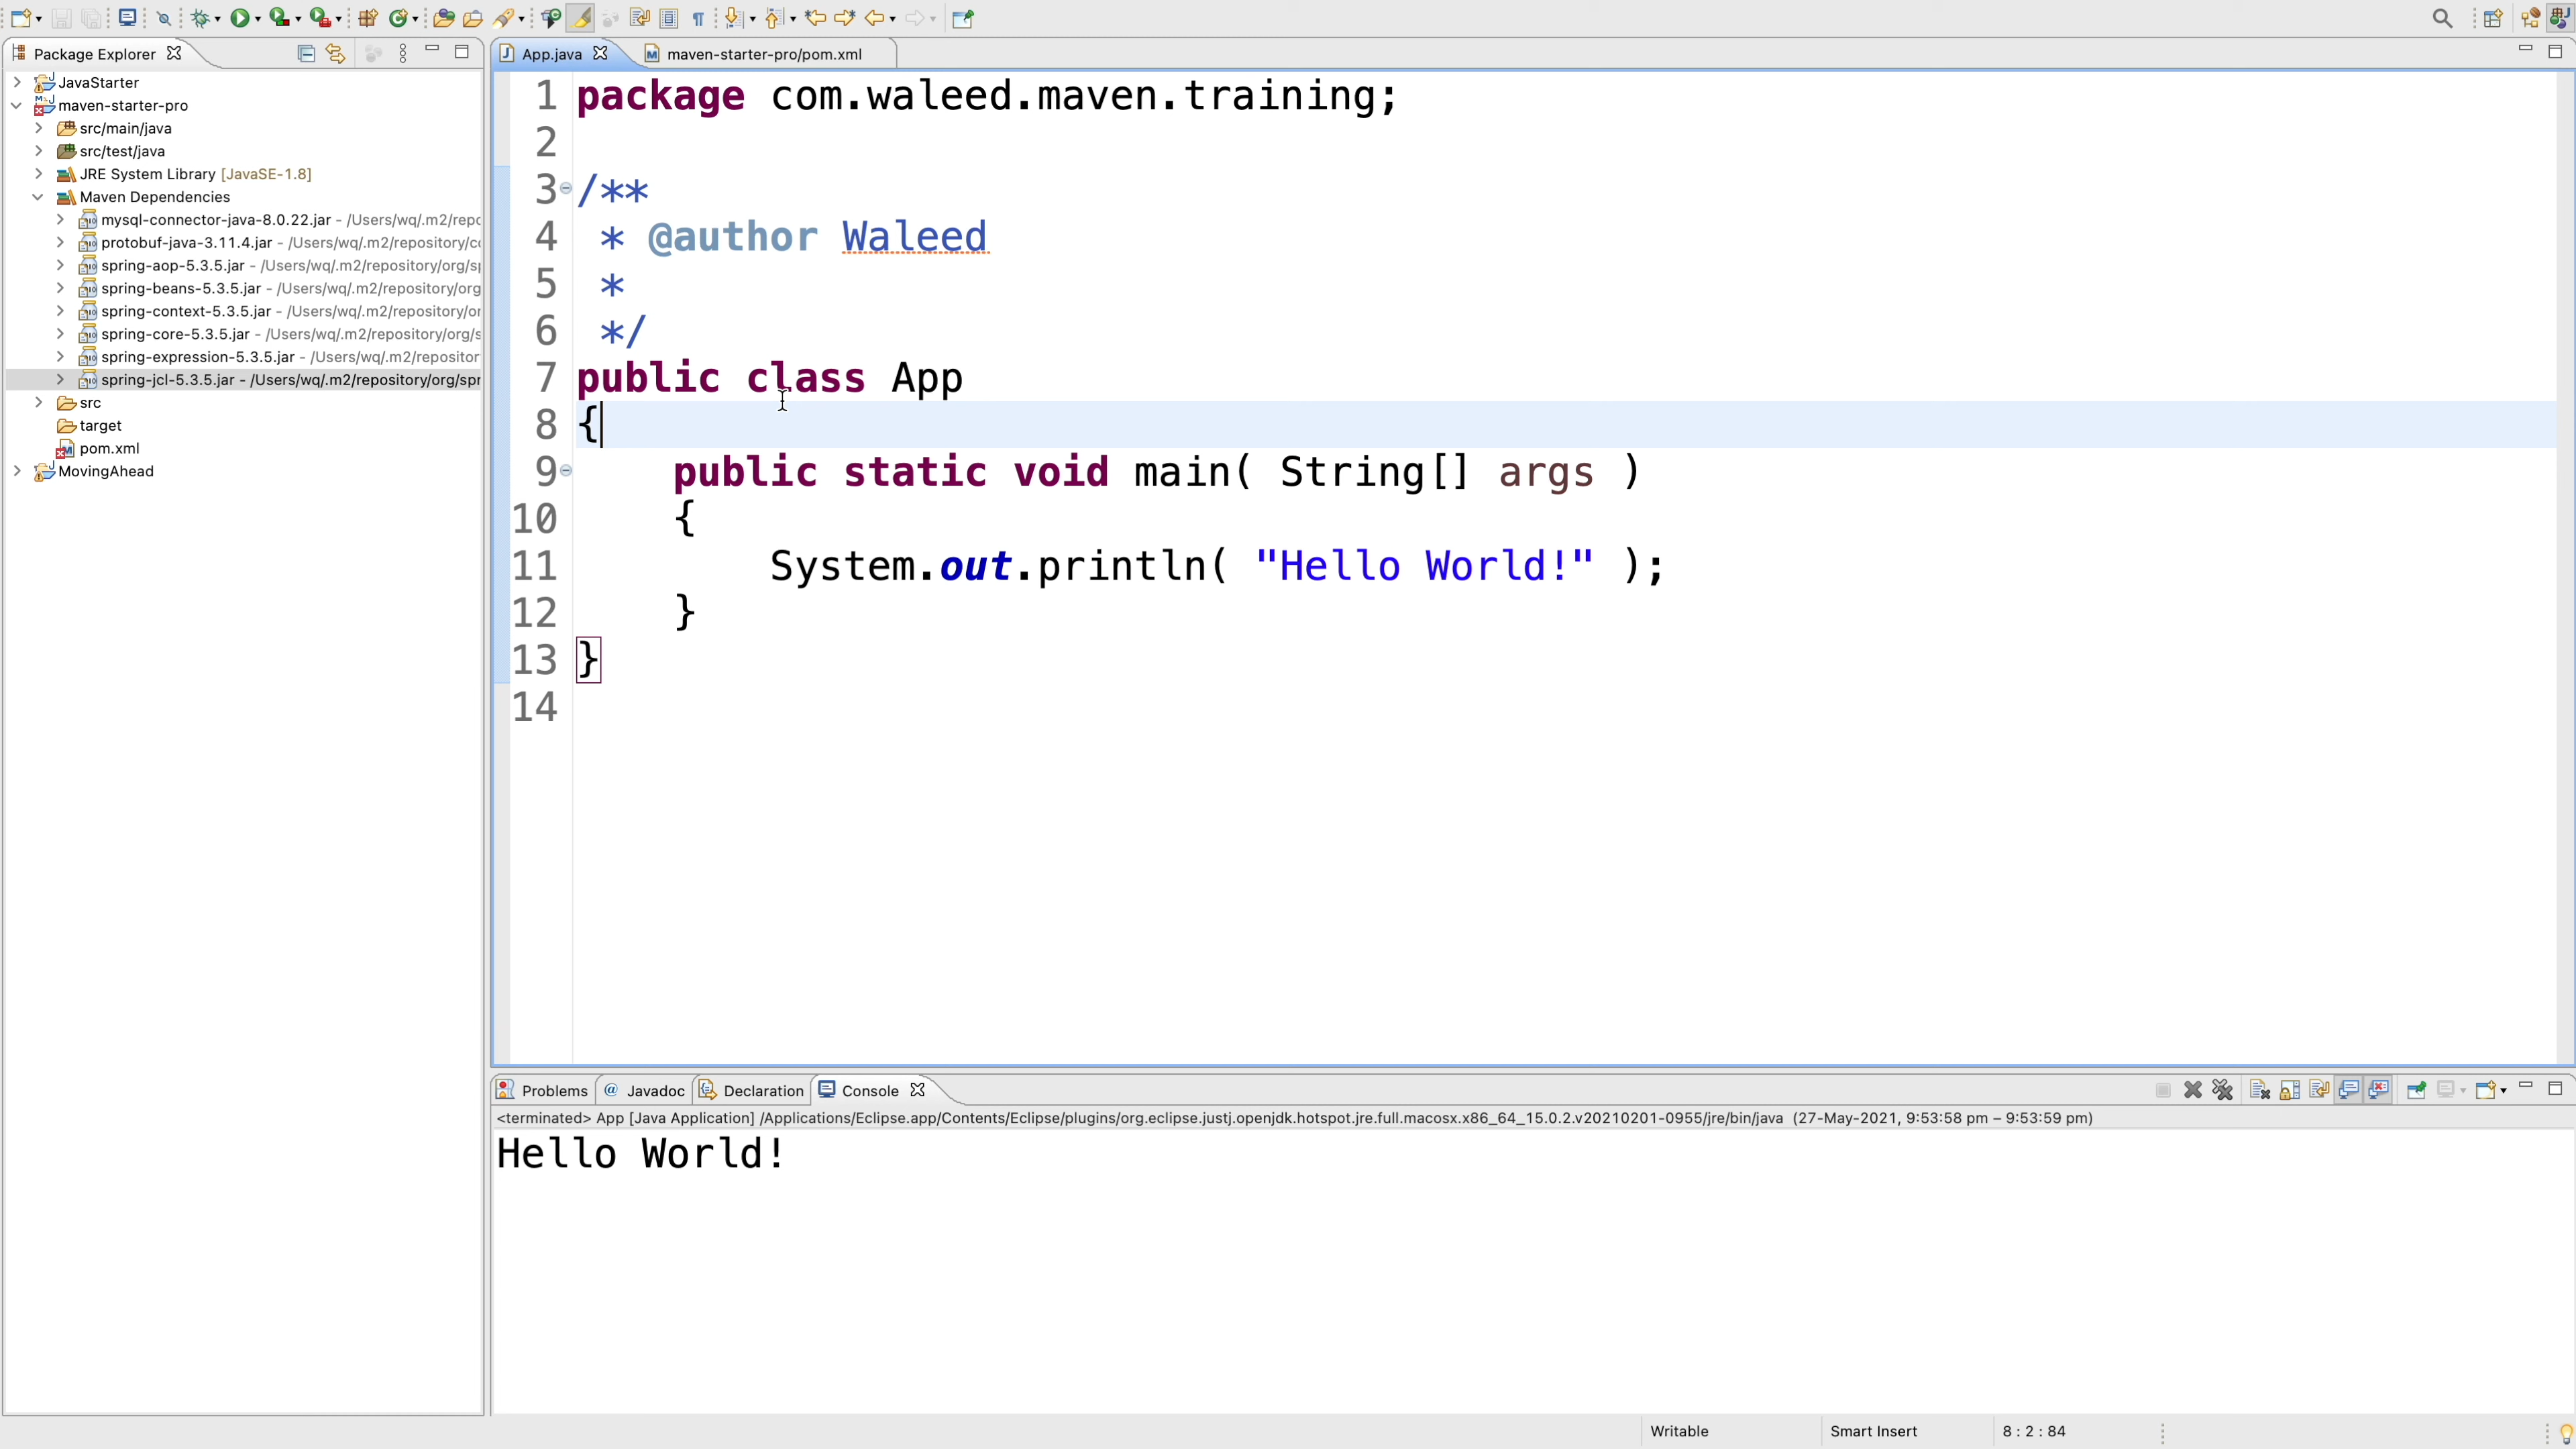 Package Explorer
JavaStarter
maven-starter-pro
src/main/java
src/test/java
JRE System Library [JavaSE-1.8]
Maven Dependencies
mysql-connector-java-8.0.22.jar - /Users/wq/.m2/repo
protobuf-java-3.11.4.jar - /Users/wq/.m2/repository/co
spring-aop-5.3.5.jar - /Users/wq/.m2/repository/org/sp
spring-beans-5.3.5.jar - /Users/wq/.m2/repository/org
spring-context-5.3.5.jar - /Users/wq/.m2/repository/or
spring-core-5.3.5.jar - /Users/wq/.m2/repository/org/s
spring-expression-5.3.5.jar - /Users/wq/.m2/repositor
spring-jcl-5.3.5.jar - /Users/wq/.m2/repository/org/spr
src
target
pom.xml
MovingAhead
App.java
maven-starter-pro/pom.xml
1 package com.waleed.maven.training;
2
3 /**
4  * @author Waleed
5  *
6  */
7 public class App
8 {
9     public static void main( String[] args )
10     {
11         System.out.println( "Hello World!" );
12     }
13 }
14
Problems @ Javadoc Declaration Console
<terminated> App [Java Application] /Applications/Eclipse.app/Contents/Eclipse/plugins/org.eclipse.justj.openjdk.hotspot.jre.full.macosx.x86_64_15.0.2.v20210201-0955/jre/bin/java (27-May-2021, 9:53:58 pm – 9:53:59 pm)
Hello World!
Writable Smart Insert 8 : 2 : 84